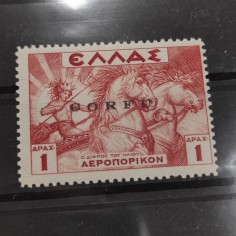 ΕΛΛΑΣ
CORFU
ΔΡΑΧ. ΔΡΑΧ.
Ο ΔΙΦΡΟΣ ΤΟΥ ΗΛΙΟΥ
1 ΑΕΡΟΠΟΡΙΚΟΝ 1